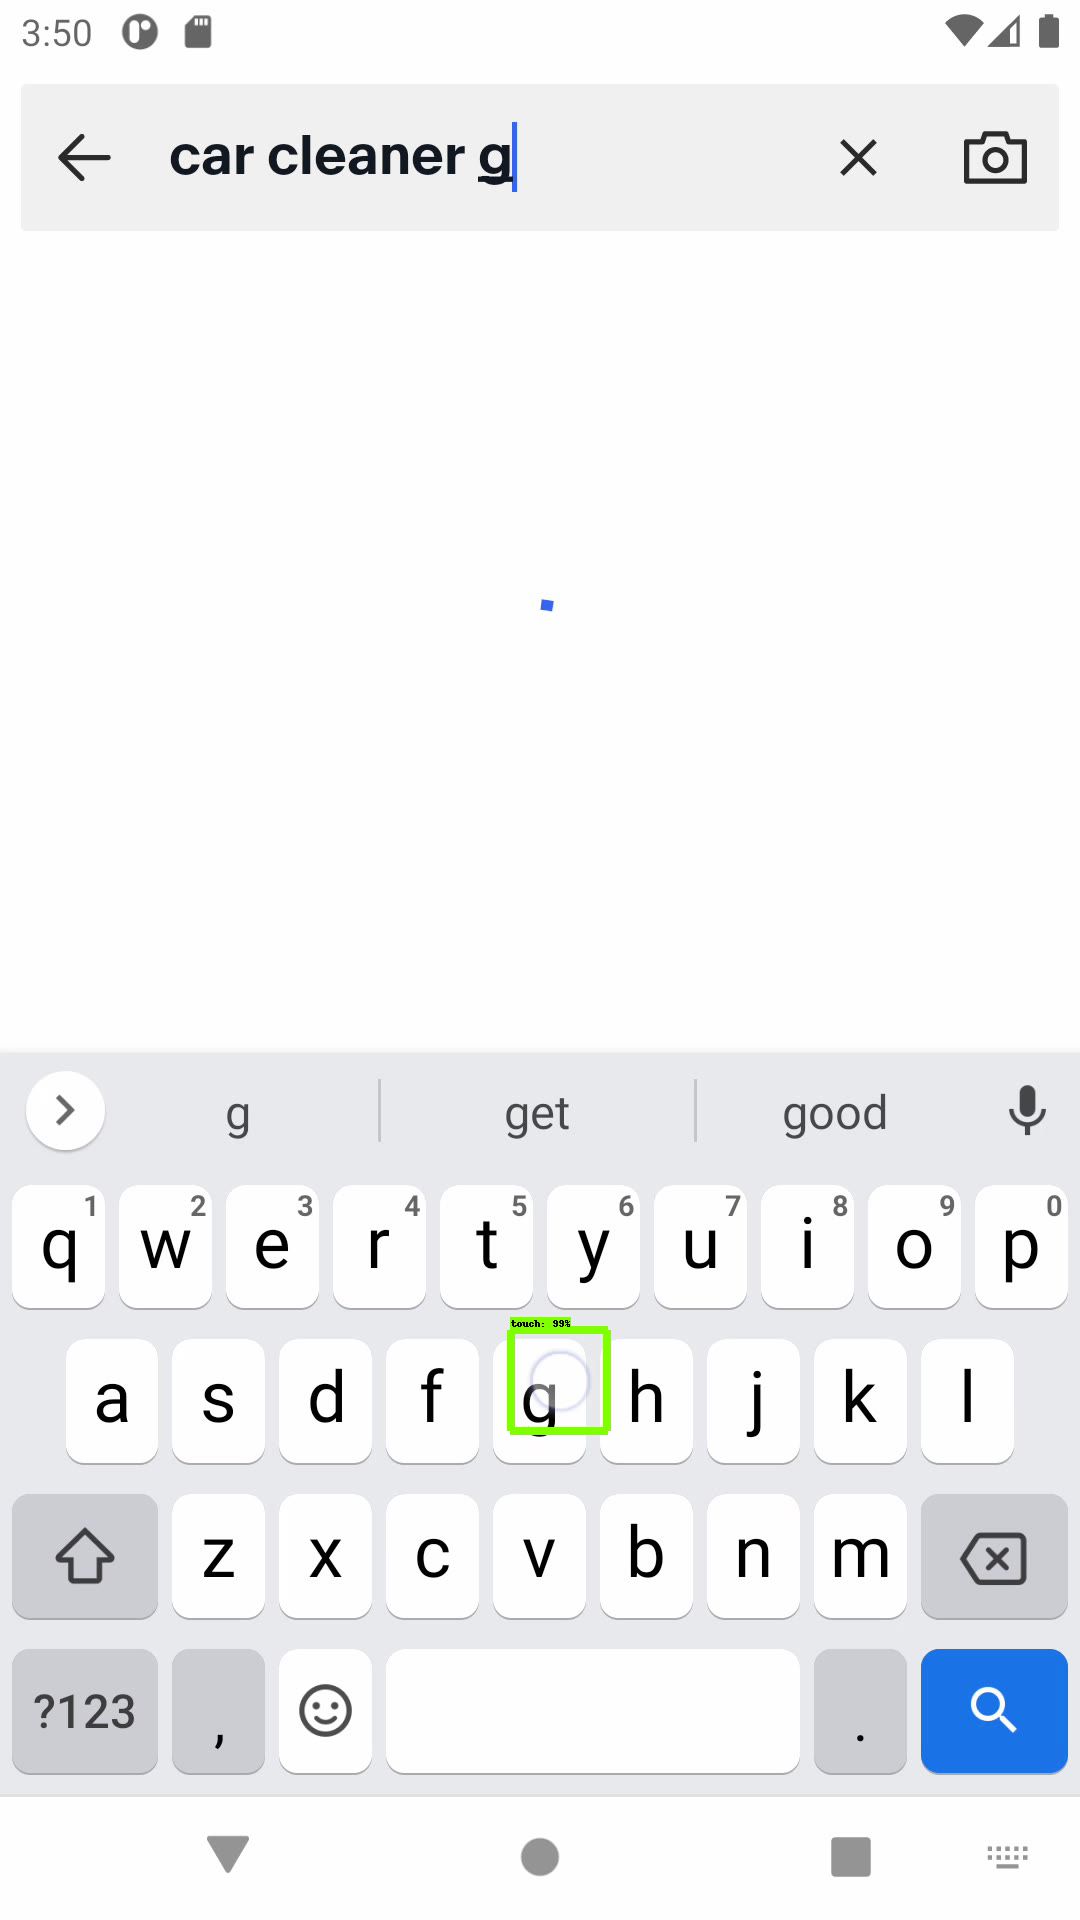 3:50
car cleaner g
g get good
1 2 3 4 5 6 7 8 9 0
q w e r t y u i o p
touch: 99%
a s d f g h j k l
z x c v b n m
?123 , .